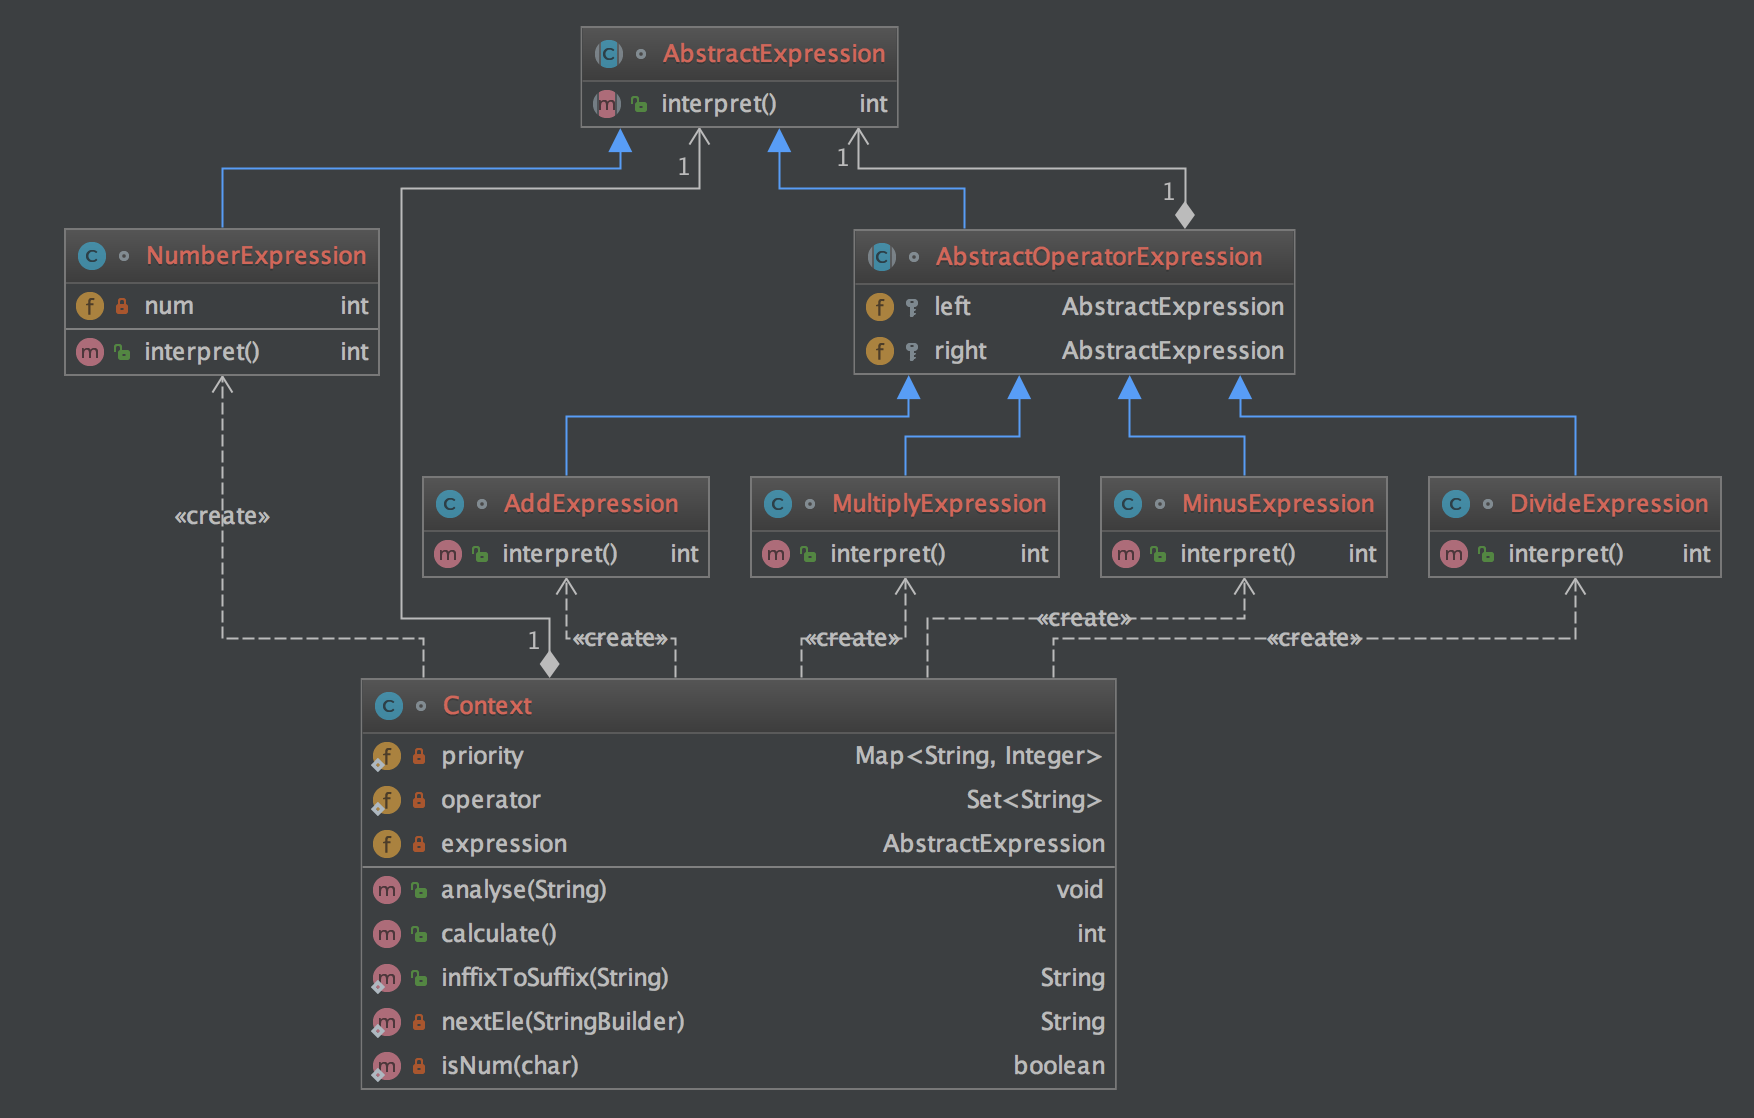 AbstractExpression
interpret() int
1
1
1
NumberExpression
num int
interpret() int
AbstractOperatorExpression
left AbstractExpression
right AbstractExpression
«create»
AddExpression
interpret() int
MultiplyExpression
interpret() int
MinusExpression
interpret() int
DivideExpression
interpret() int
1
«create»
«create»
«create»
«create»
Context
priority Map<String, Integer>
operator Set<String>
expression AbstractExpression
analyse(String) void
calculate() int
inffixToSuffix(String) String
nextEle(StringBuilder) String
isNum(char) boolean